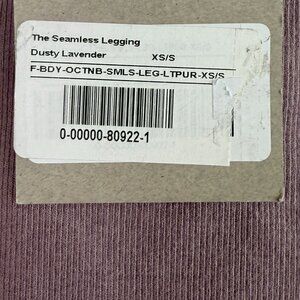 The Seamless Legging
Dusty Lavender XS/S
F-BDY-OCTNB-SMLS-LEG-LTPUR-XS/S
0-00000-80922-1